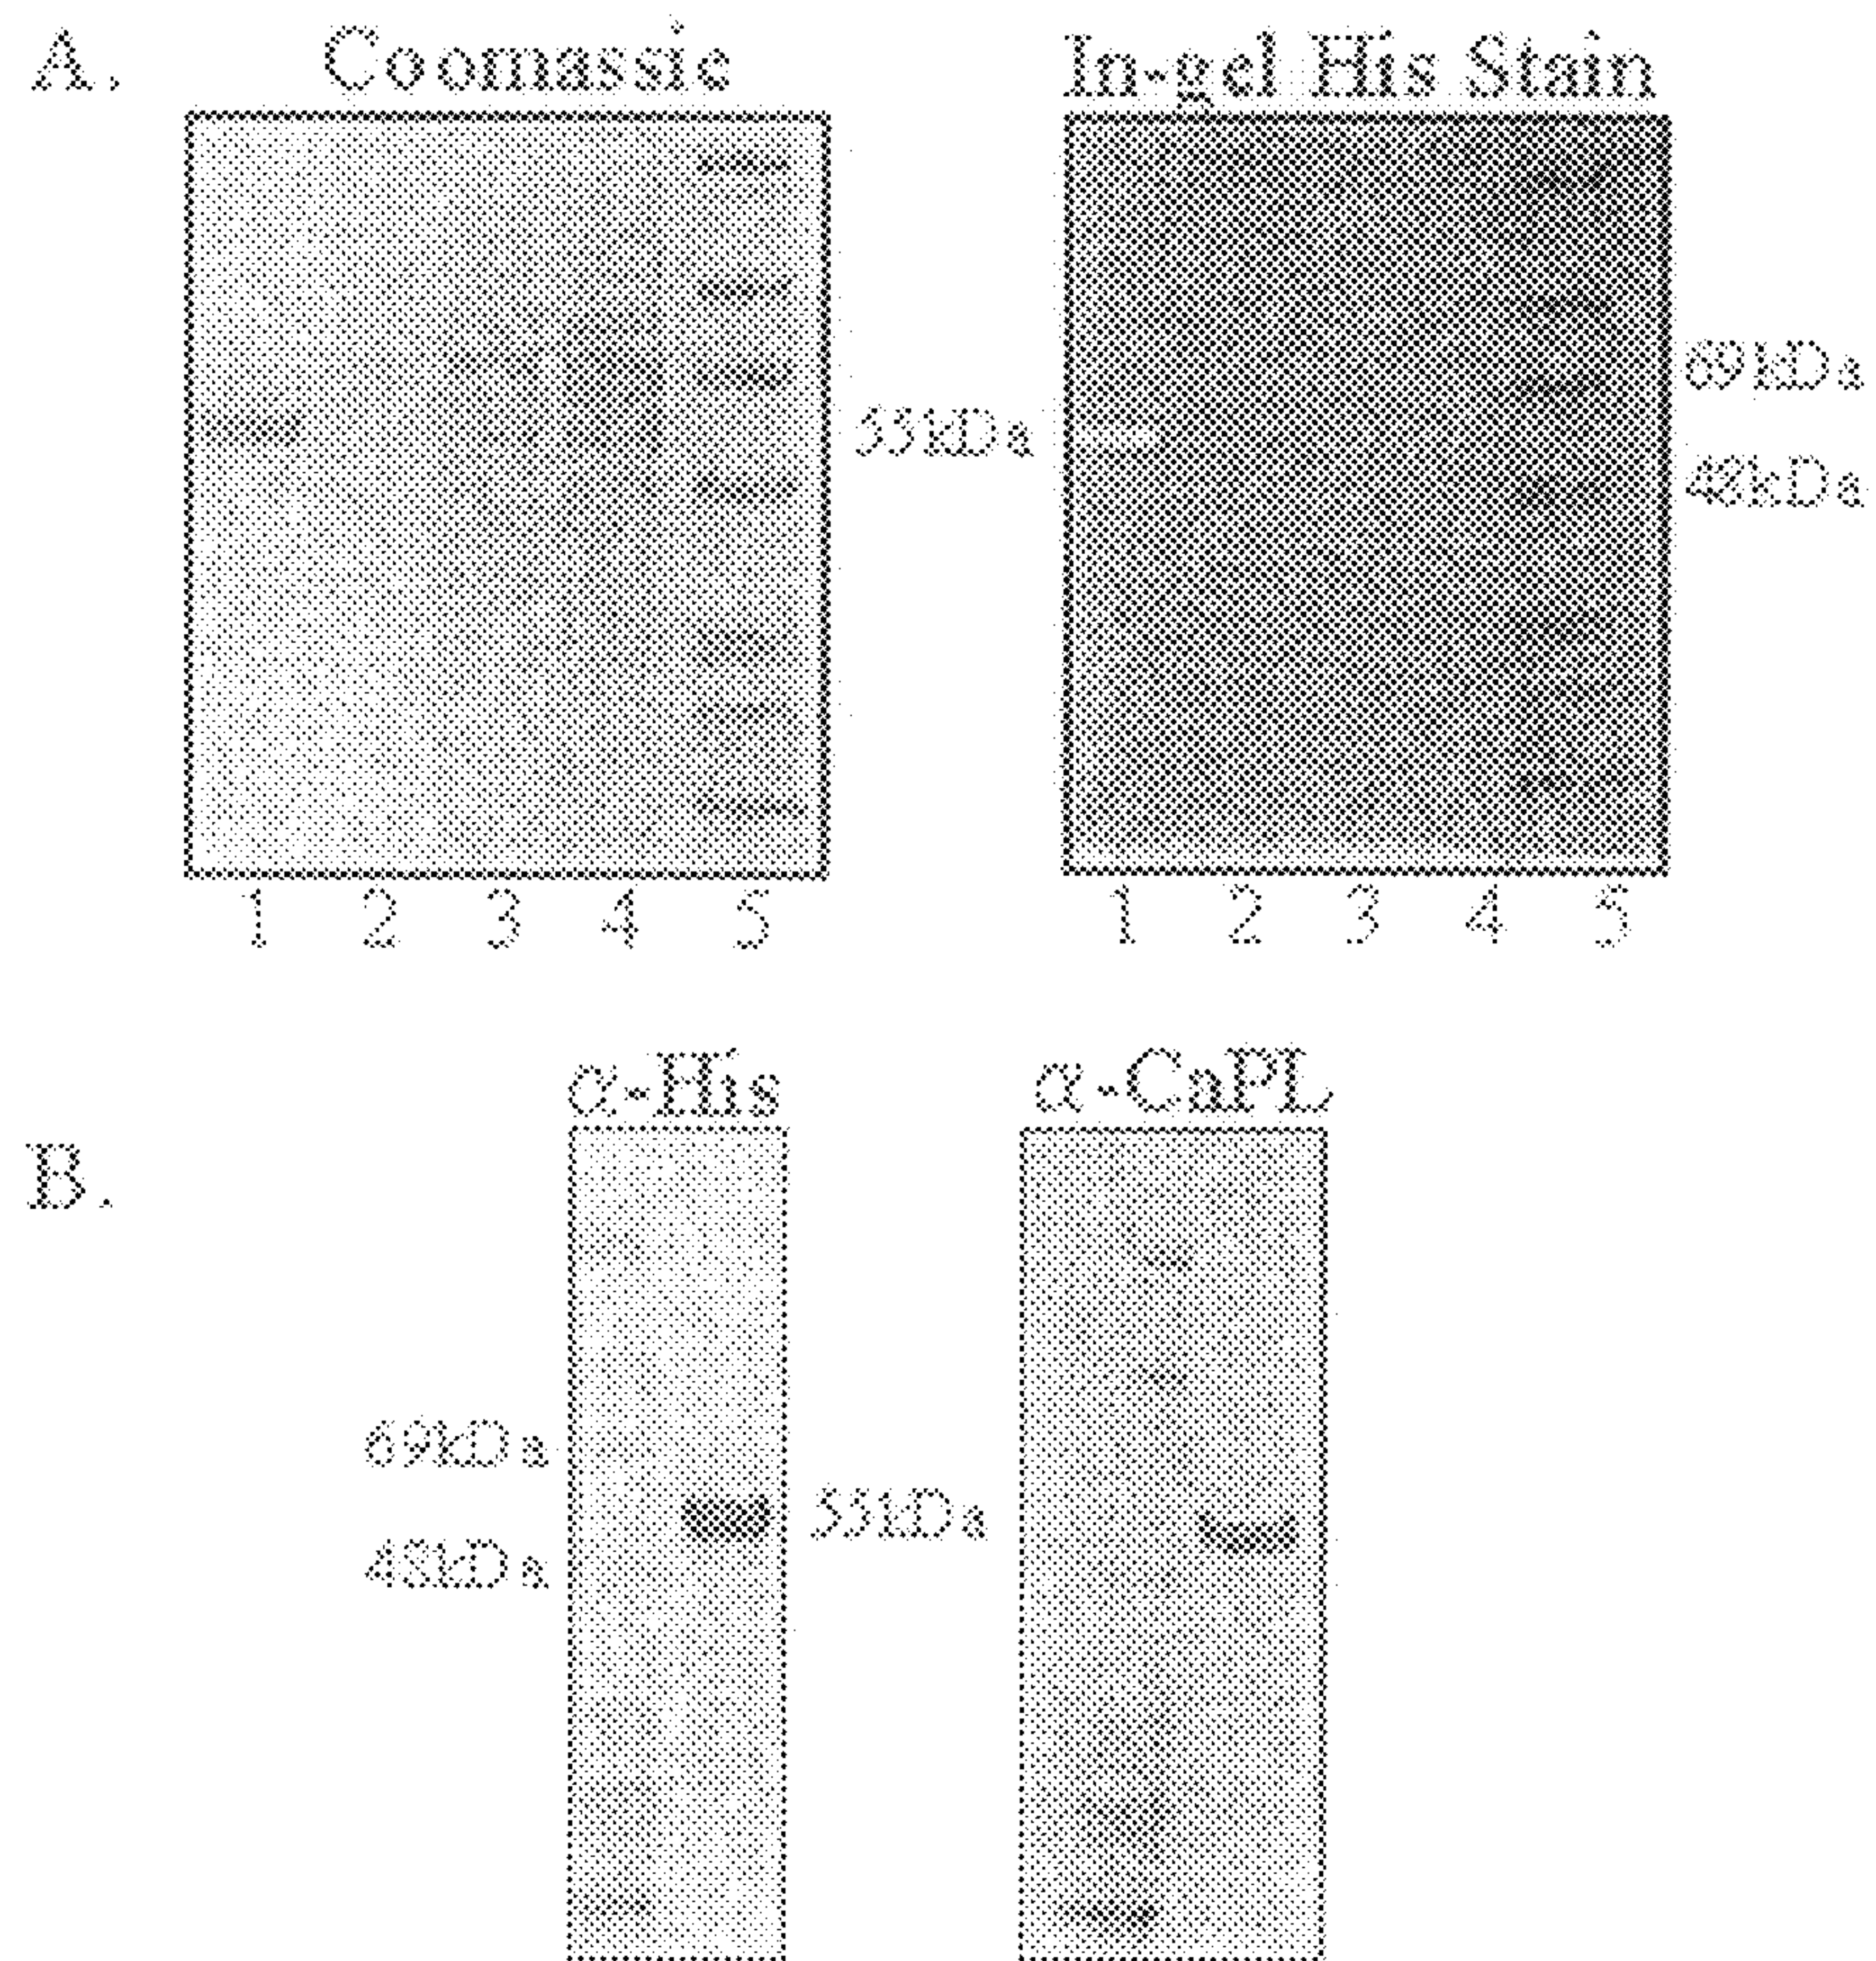 A.
Coomassie
In-gel His Stain
55kDa
69kDa
42kDa
1 2 3 4 5
1 2 3 4 5
B.
α-His
α-CaPL
69kDa
48kDa
55kDa